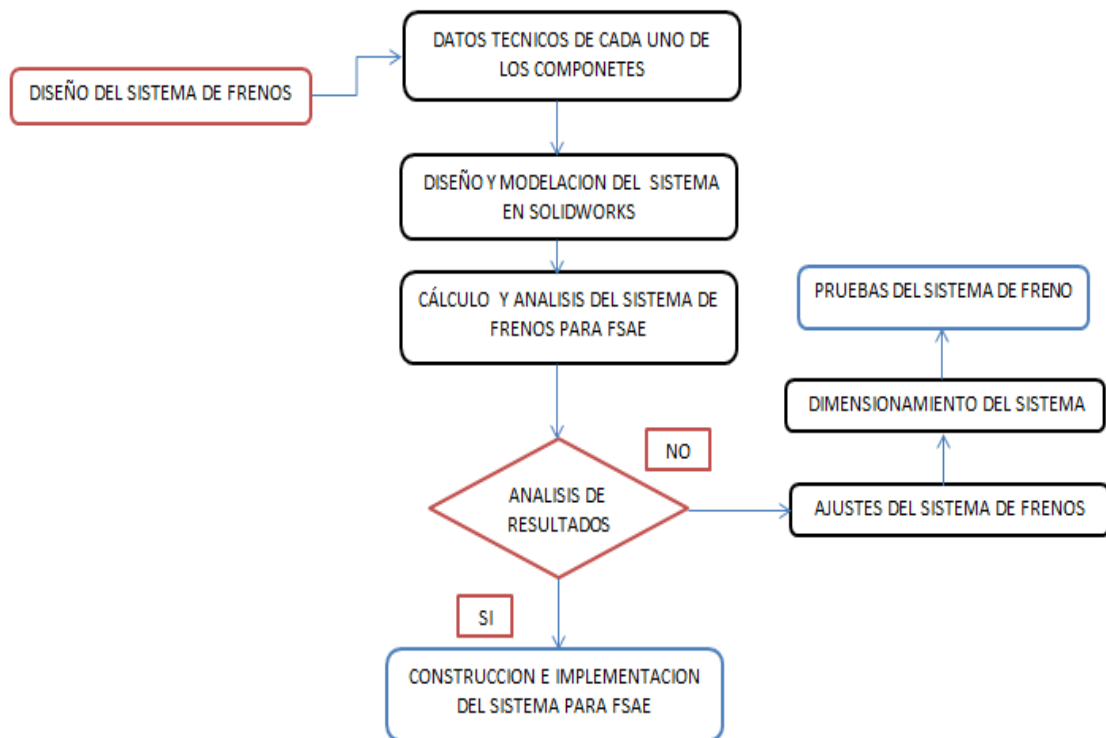 DATOS TECNICOS DE CADA UNO DE
LOS COMPONETES
DISEÑO DEL SISTEMA DE FRENOS
DISEÑO Y MODELACION DEL SISTEMA
EN SOLIDWORKS
CÁLCULO Y ANALISIS DEL SISTEMA DE
FRENOS PARA FSAE
PRUEBAS DEL SISTEMA DE FRENO
DIMENSIONAMIENTO DEL SISTEMA
NO
ANALISIS DE
RESULTADOS
AJUSTES DEL SISTEMA DE FRENOS
SI
CONSTRUCCION E IMPLEMENTACION
DEL SISTEMA PARA FSAE